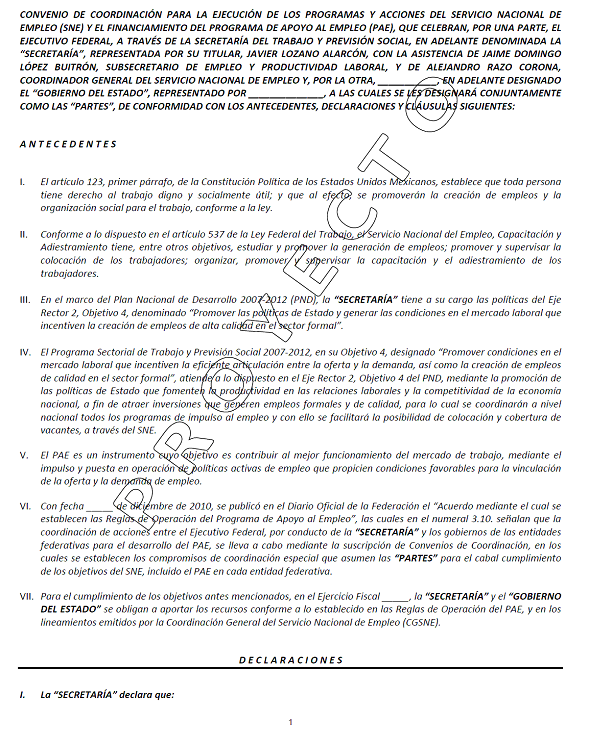 CONVENIO DE COORDINACIÓN PARA LA EJECUCIÓN DE LOS PROGRAMAS Y ACCIONES DEL SERVICIO NACIONAL DE
EMPLEO (SNE) Y EL FINANCIAMIENTO DEL PROGRAMA DE APOYO AL EMPLEO (PAE), QUE CELEBRAN, POR UNA PARTE, EL
EJECUTIVO FEDERAL, A TRAVÉS DE LA SECRETARÍA DEL TRABAJO Y PREVISIÓN SOCIAL, EN ADELANTE DENOMINADA LA
"SECRETARÍA", REPRESENTADA POR SU TITULAR, JAVIER LOZANO ALARCÓN, CON LA ASISTENCIA DE JAIME DOMINGO
LÓPEZ BUITRÓN, SUBSECRETARIO DE EMPLEO Y PRODUCTIVIDAD LABORAL, Y DE ALEJANDRO RAZO CORONA,
COORDINADOR GENERAL DEL SERVICIO NACIONAL DE EMPLEO Y, POR LA OTRA, ___________, EN ADELANTE DESIGNADO
EL "GOBIERNO DEL ESTADO", REPRESENTADO POR ______________, A LAS CUALES SE LES DESIGNARÁ CONJUNTAMENTE
COMO LAS "PARTES", DE CONFORMIDAD CON LOS ANTECEDENTES, DECLARACIONES Y CLÁUSULAS SIGUIENTES:
A N T E C E D E N T E S
I. El artículo 123, primer párrafo, de la Constitución Política de los Estados Unidos Mexicanos, establece que toda persona
tiene derecho al trabajo digno y socialmente útil; y que al efecto, se promoverán la creación de empleos y la
organización social para el trabajo, conforme a la ley.
II. Conforme a lo dispuesto en el artículo 537 de la Ley Federal del Trabajo, el Servicio Nacional del Empleo, Capacitación y
Adiestramiento tiene, entre otros objetivos, estudiar y promover la generación de empleos; promover y supervisar la
colocación de los trabajadores; organizar, promover y supervisar la capacitación y el adiestramiento de los
trabajadores.
III. En el marco del Plan Nacional de Desarrollo 2007-2012 (PND), la "SECRETARÍA" tiene a su cargo las políticas del Eje
Rector 2, Objetivo 4, denominado "Promover las políticas de Estado y generar las condiciones en el mercado laboral que
incentiven la creación de empleos de alta calidad en el sector formal".
IV. El Programa Sectorial de Trabajo y Previsión Social 2007-2012, en su Objetivo 4, designado "Promover condiciones en el
mercado laboral que incentiven la eficiente articulación entre la oferta y la demanda, así como la creación de empleos
de calidad en el sector formal", atiende a lo dispuesto en el Eje Rector 2, Objetivo 4 del PND, mediante la promoción de
las políticas de Estado que fomenten la productividad en las relaciones laborales y la competitividad de la economía
nacional, a fin de atraer inversiones que generen empleos formales y de calidad, para lo cual se coordinarán a nivel
nacional todos los programas de impulso al empleo y con ello se facilitará la posibilidad de colocación y cobertura de
vacantes, a través del SNE.
V. El PAE es un instrumento cuyo objetivo es contribuir al mejor funcionamiento del mercado de trabajo, mediante el
impulso y puesta en operación de políticas activas de empleo que propicien condiciones favorables para la vinculación
de la oferta y la demanda de empleo.
VI. Con fecha _____ de diciembre de 2010, se publicó en el Diario Oficial de la Federación el "Acuerdo mediante el cual se
establecen las Reglas de Operación del Programa de Apoyo al Empleo", las cuales en el numeral 3.10. señalan que la
coordinación de acciones entre el Ejecutivo Federal, por conducto de la "SECRETARÍA" y los gobiernos de las entidades
federativas para el desarrollo del PAE, se lleva a cabo mediante la suscripción de Convenios de Coordinación, en los
cuales se establecen los compromisos de coordinación especial que asumen las "PARTES" para el cabal cumplimiento
de los objetivos del SNE, incluido el PAE en cada entidad federativa.
VII. Para el cumplimiento de los objetivos antes mencionados, en el Ejercicio Fiscal _____, la "SECRETARÍA" y el "GOBIERNO
DEL ESTADO" se obligan a aportar los recursos conforme a lo establecido en las Reglas de Operación del PAE, y en los
lineamientos emitidos por la Coordinación General del Servicio Nacional de Empleo (CGSNE).
D E C L A R A C I O N E S
I. La "SECRETARÍA" declara que:
1
P R O Y E C T O